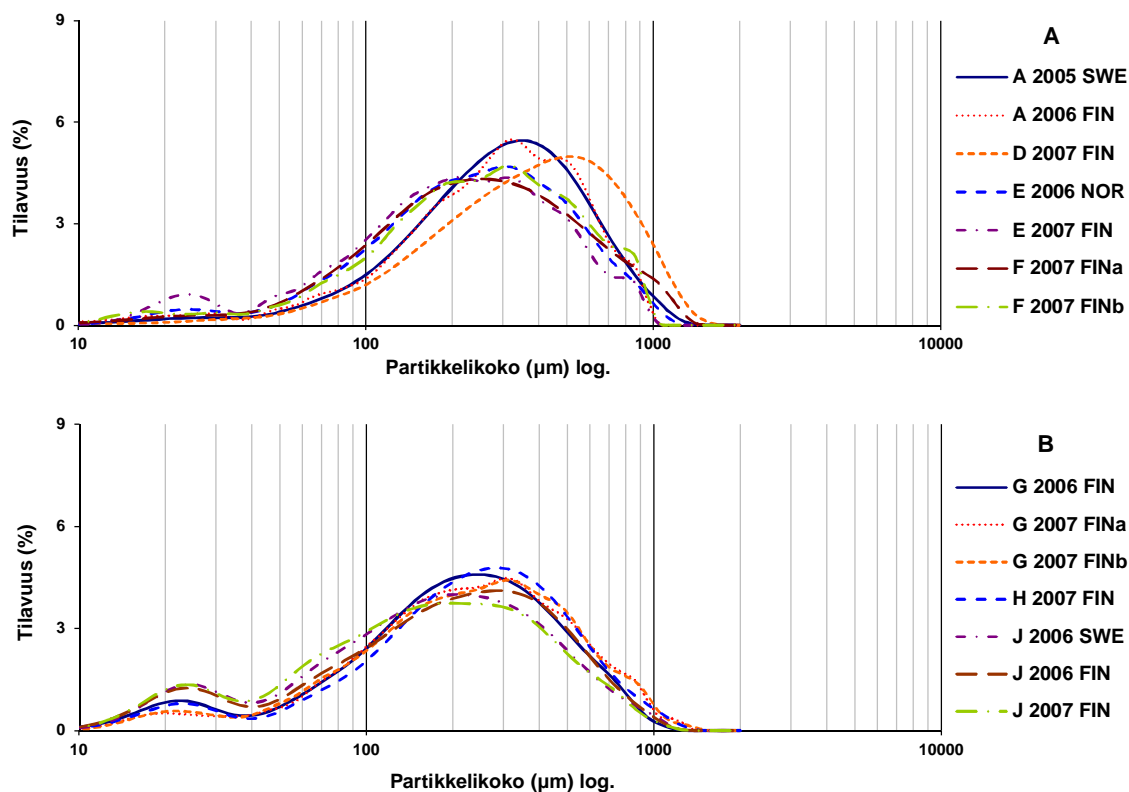 A
9
6
3
0
Tilavuus (%)
10
100
1000
10000
Partikkelikoko (µm) log.
A 2005 SWE
A 2006 FIN
D 2007 FIN
E 2006 NOR
E 2007 FIN
F 2007 FINa
F 2007 FINb
B
9
6
3
0
Tilavuus (%)
10
100
1000
10000
Partikkelikoko (µm) log.
G 2006 FIN
G 2007 FINa
G 2007 FINb
H 2007 FIN
J 2006 SWE
J 2006 FIN
J 2007 FIN